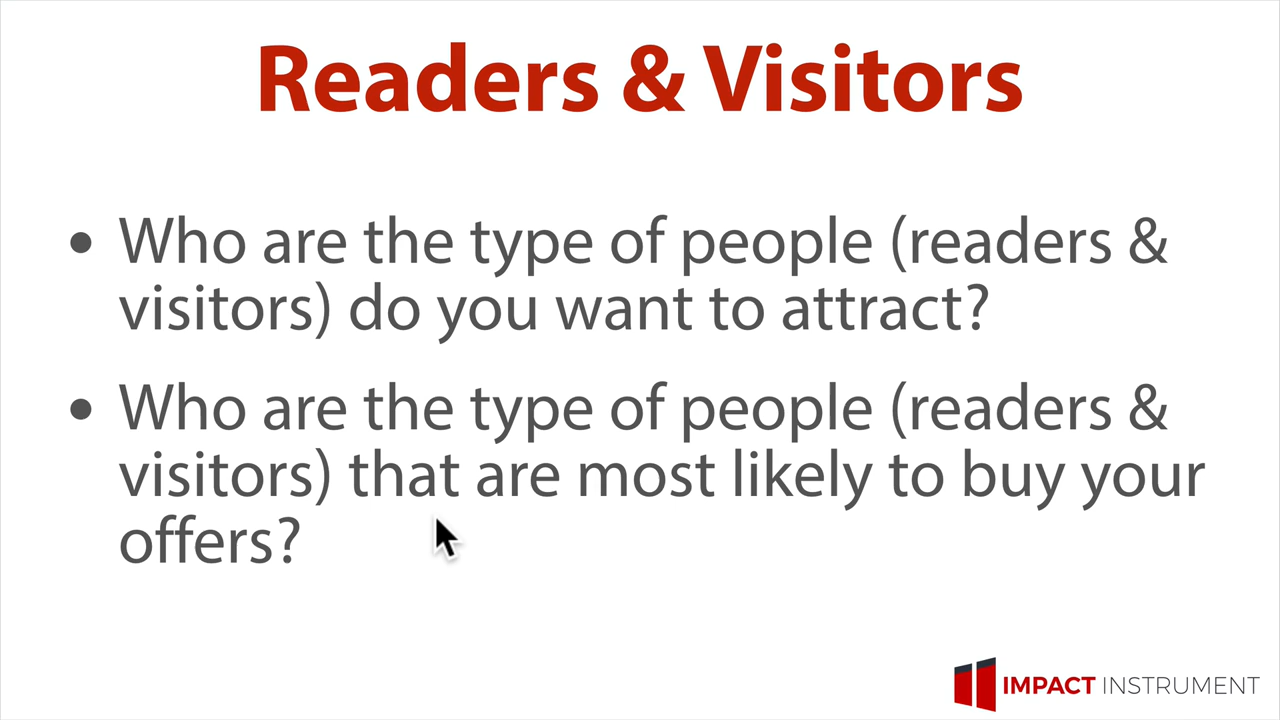 Readers & Visitors
• Who are the type of people (readers &
visitors) do you want to attract?
• Who are the type of people (readers &
visitors) that are most likely to buy your
offers?
IMPACT INSTRUMENT